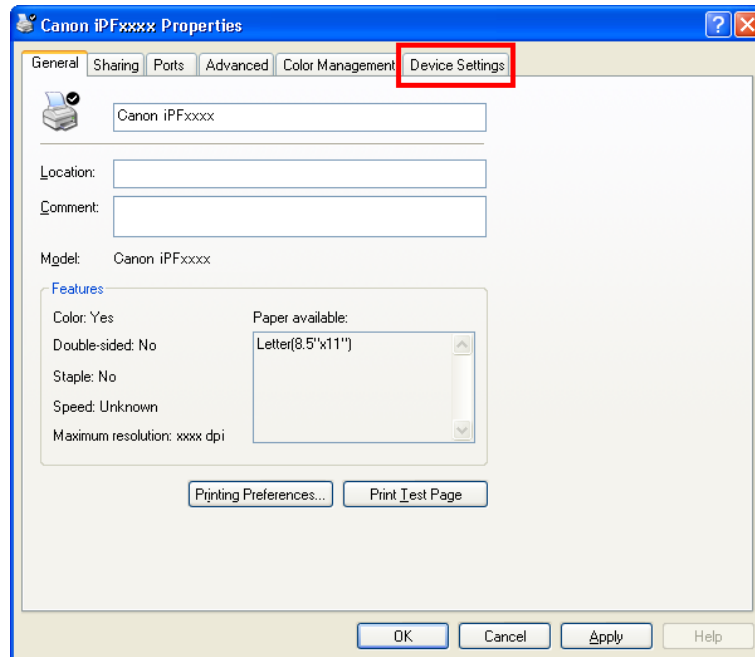 Canon iPFxxxx Properties
General Sharing Ports Advanced Color Management Device Settings
Canon iPFxxxx
Location:
Comment:
Model: Canon iPFxxxx
Features
Color: Yes Paper available:
Double-sided: No Letter(8.5"x11")
Staple: No
Speed: Unknown
Maximum resolution: xxxx dpi
Printing Preferences... Print Test Page
OK Cancel Apply Help